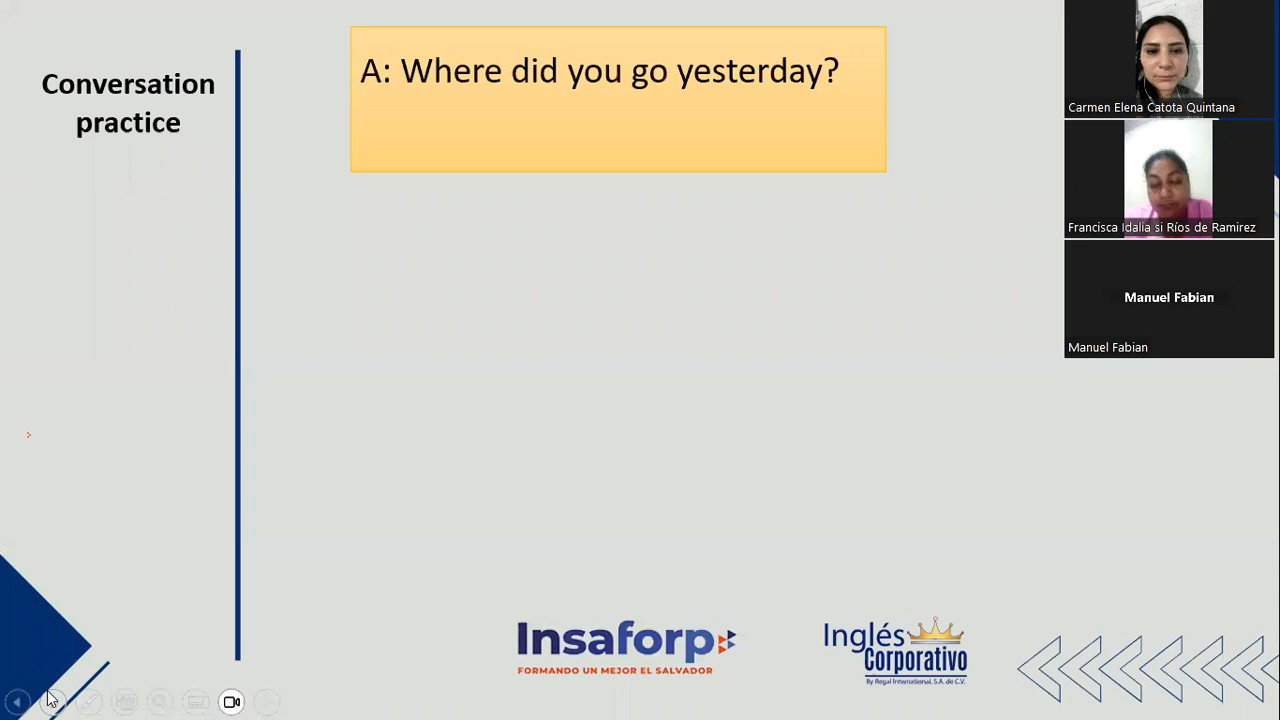 Conversation
practice
A: Where did you go yesterday?
Carmen Elena Catota Quintana
Francisca Idalia si Ríos de Ramirez
Manuel Fabian
Manuel Fabian
Insaforp
FORMANDO UN MEJOR EL SALVADOR
Inglés
Corporativo
By Regal International, S.A. de C.V.